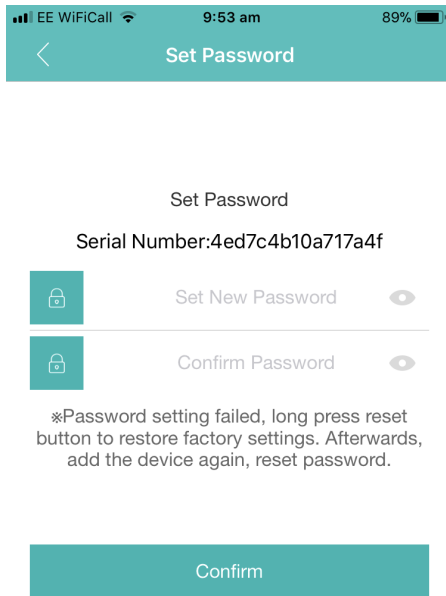 EE WiFiCall 9:53 am 89%
Set Password
Set Password
Serial Number:4ed7c4b10a717a4f
Set New Password
Confirm Password
※Password setting failed, long press reset
button to restore factory settings. Afterwards,
add the device again, reset password.
Confirm